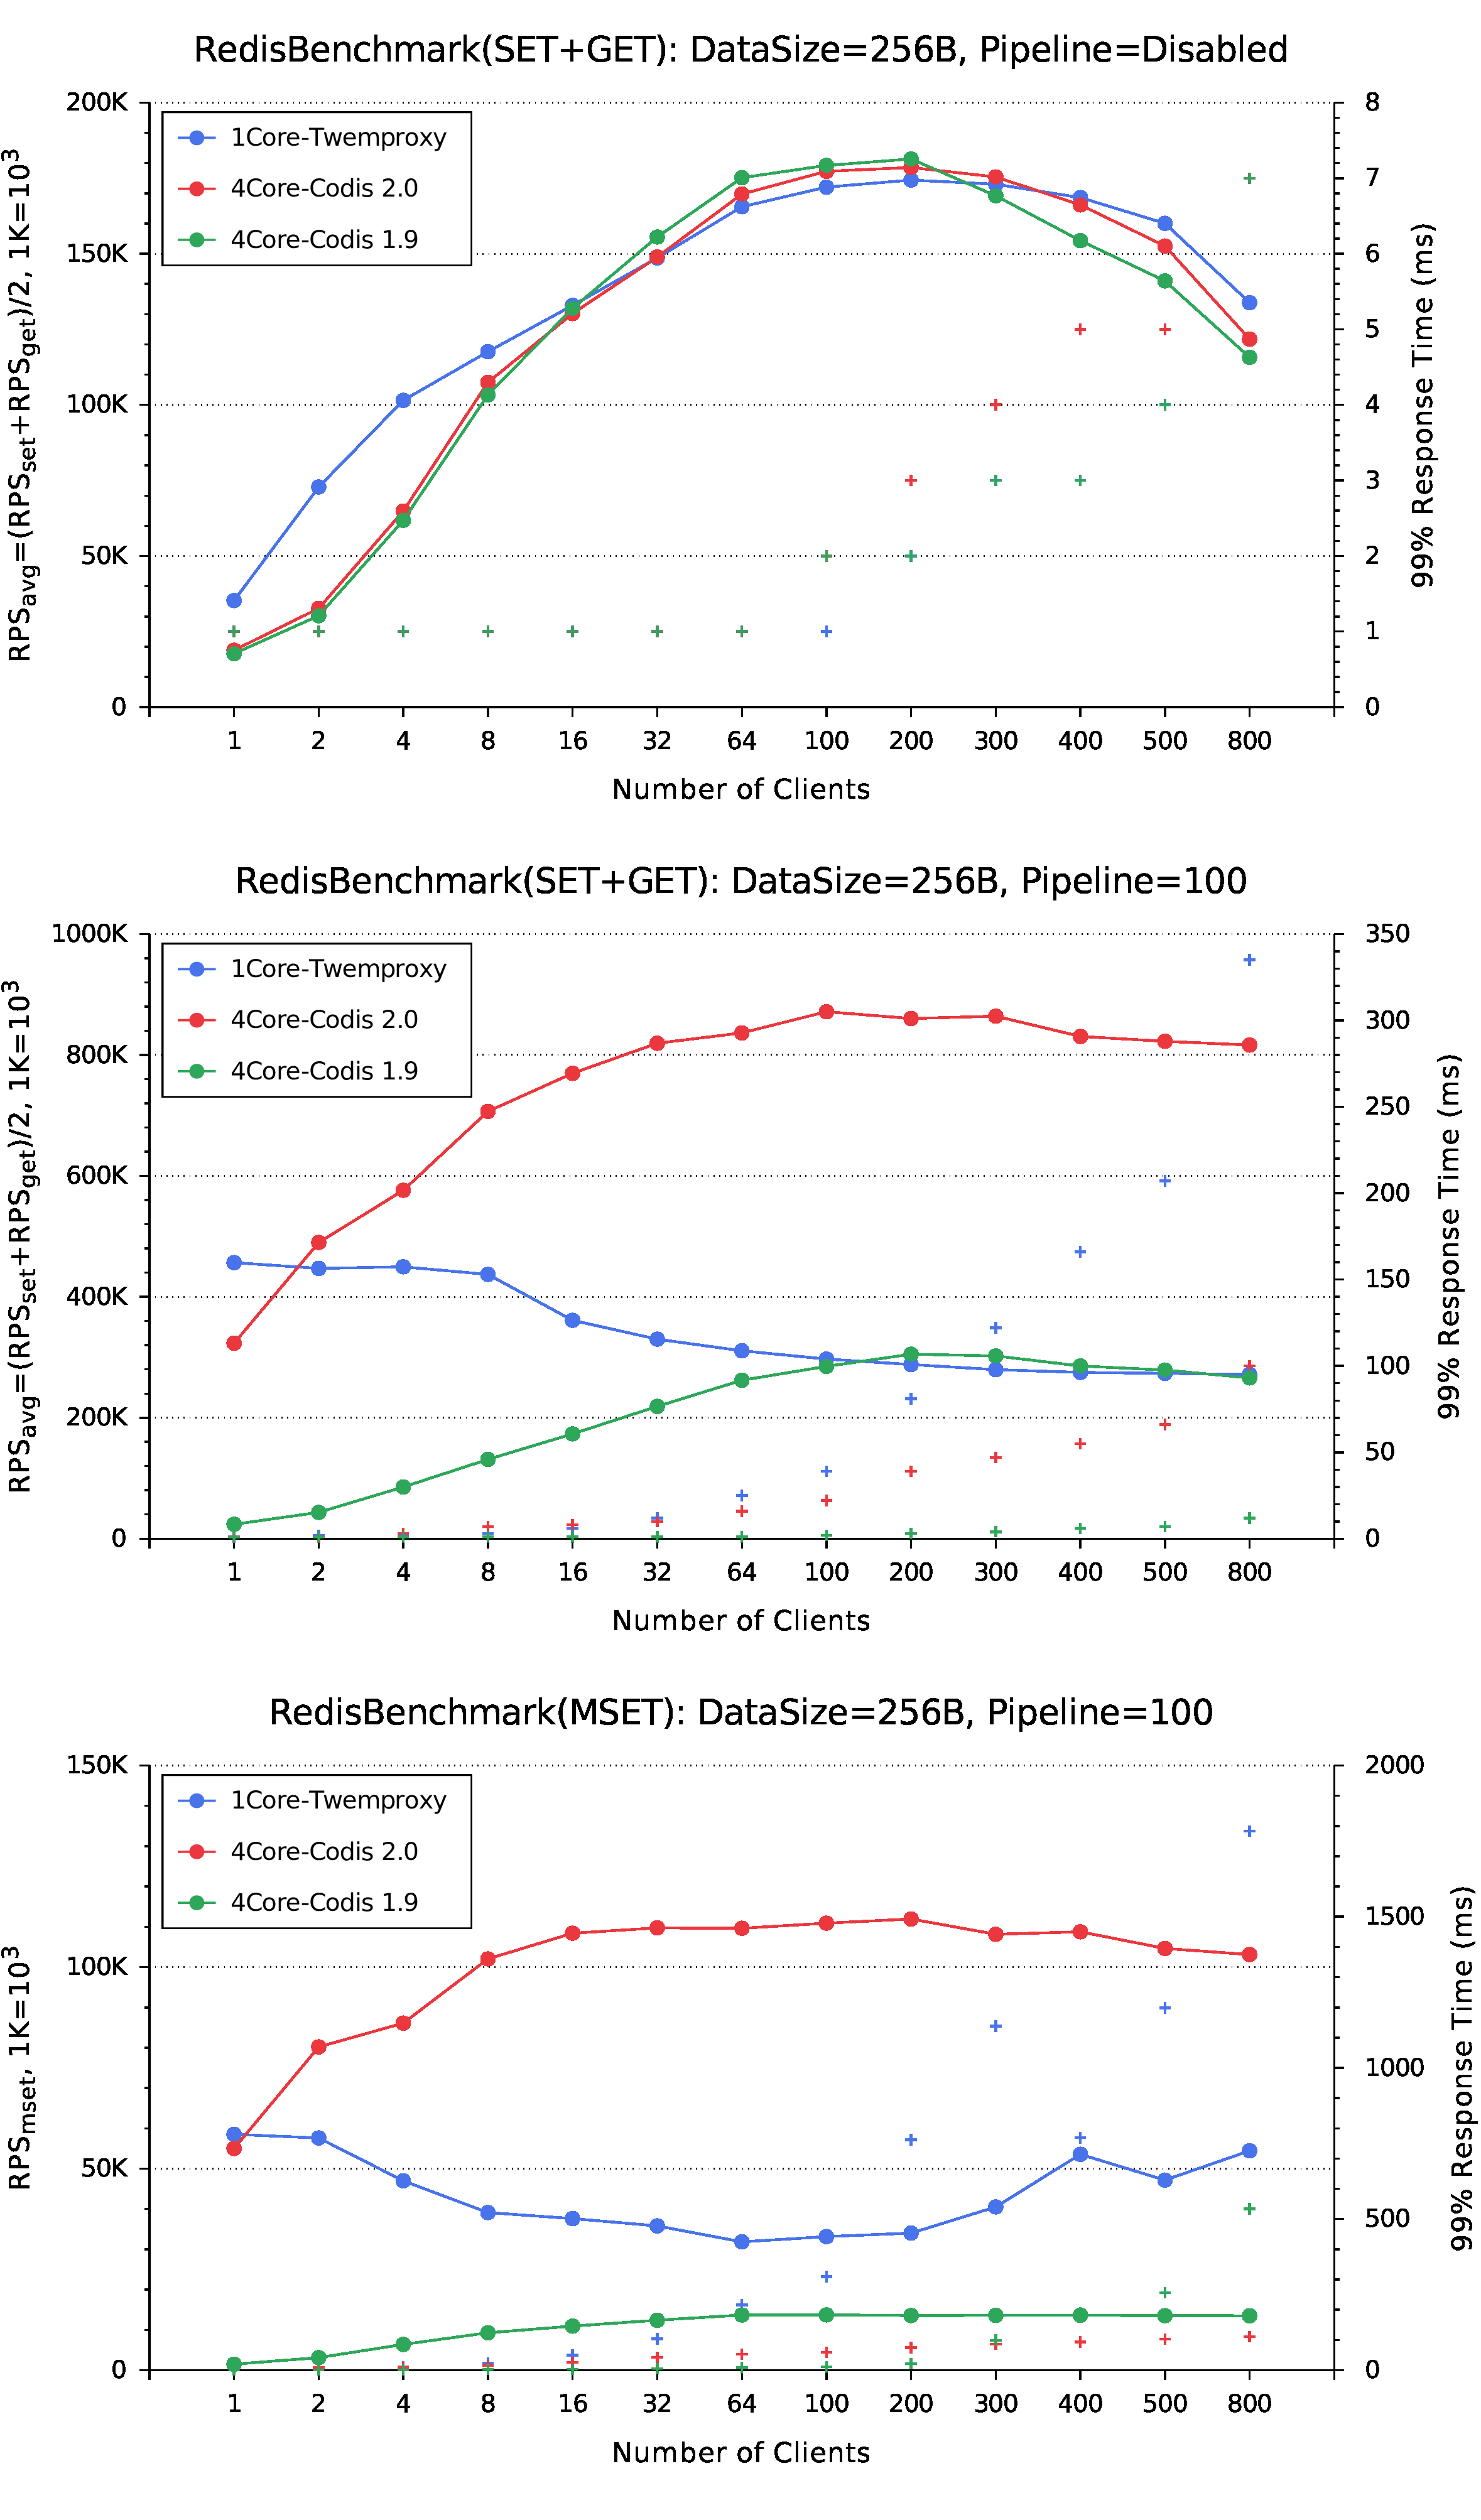 RedisBenchmark(SET+GET): DataSize=256B, Pipeline=Disabled
RPSavg=(RPSset+RPSget)/2, 1K=10³
200K
150K
100K
50K
0
1Core-Twemproxy
4Core-Codis 2.0
4Core-Codis 1.9
8
7
6
5
4
3
2
1
0
99% Response Time (ms)
1 2 4 8 16 32 64 100 200 300 400 500 800
Number of Clients
RedisBenchmark(SET+GET): DataSize=256B, Pipeline=100
RPSavg=(RPSset+RPSget)/2, 1K=10³
1000K
800K
600K
400K
200K
0
1Core-Twemproxy
4Core-Codis 2.0
4Core-Codis 1.9
350
300
250
200
150
100
50
0
99% Response Time (ms)
1 2 4 8 16 32 64 100 200 300 400 500 800
Number of Clients
RedisBenchmark(MSET): DataSize=256B, Pipeline=100
RPSmset, 1K=10³
150K
100K
50K
0
1Core-Twemproxy
4Core-Codis 2.0
4Core-Codis 1.9
2000
1500
1000
500
0
99% Response Time (ms)
1 2 4 8 16 32 64 100 200 300 400 500 800
Number of Clients